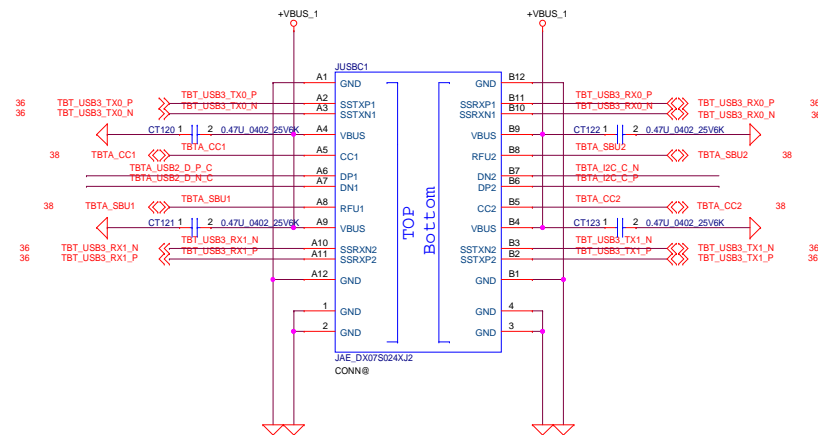 +VBUS_1 +VBUS_1
JUSBC1
A1 GND GND B12
36 TBT_USB3_TX0_P TBT_USB3_TX0_P A2 SSTXP1 SSRXP1 B11 TBT_USB3_RX0_P TBT_USB3_RX0_P 36
36 TBT_USB3_TX0_N TBT_USB3_TX0_N A3 SSTXN1 SSRXN1 B10 TBT_USB3_RX0_N TBT_USB3_RX0_N 36
CT120 1 2 0.47U_0402_25V6K A4 VBUS VBUS B9 CT122 1 2 0.47U_0402_25V6K
38 TBTA_CC1 TBTA_CC1 A5 CC1 RFU2 B8 TBTA_SBU2 TBTA_SBU2 38
TBTA_USB2_D_P_C A6 DP1 DN2 B7 TBTA_I2C_C_N
TBTA_USB2_D_N_C A7 DN1 DP2 B6 TBTA_I2C_C_P
38 TBTA_SBU1 TBTA_SBU1 A8 RFU1 CC2 B5 TBTA_CC2 TBTA_CC2 38
CT121 1 2 0.47U_0402_25V6K A9 VBUS VBUS B4 CT123 1 2 0.47U_0402_25V6K
36 TBT_USB3_RX1_N TBT_USB3_RX1_N A10 SSRXN2 SSTXN2 B3 TBT_USB3_TX1_N TBT_USB3_TX1_N 36
36 TBT_USB3_RX1_P TBT_USB3_RX1_P A11 SSRXP2 SSTXP2 B2 TBT_USB3_TX1_P TBT_USB3_TX1_P 36
A12 GND GND B1
1 GND GND 4
2 GND GND 3
TOP
Bottom
JAE_DX07S024XJ2
CONN@